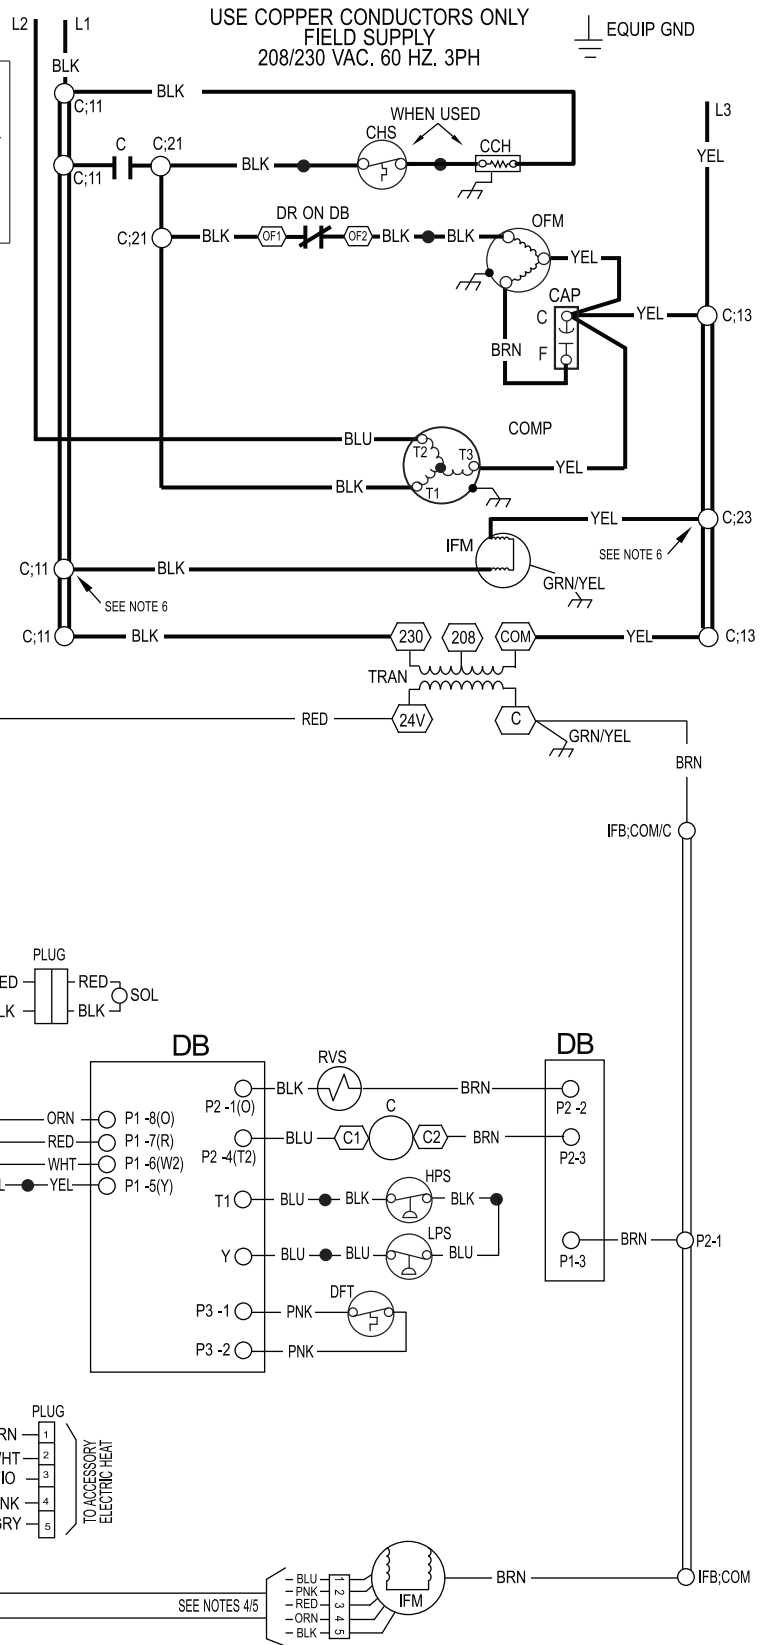 USE COPPER CONDUCTORS ONLY
FIELD SUPPLY
208/230 VAC. 60 HZ. 3PH
EQUIP GND
L2
L1
BLK
BLK
C;11
WHEN USED
L3
C
C;21
CHS
CCH
BLK
C;11
YEL
DR ON DB
OFM
C;21
BLK
OF1
OF2
BLK
BLK
YEL
CAP
C
YEL
C;13
BRN
F
COMP
BLU
T2
T3
YEL
BLK
T1
YEL
C;23
IFM
SEE NOTE 6
C;11
BLK
GRN/YEL
SEE NOTE 6
C;11
BLK
230
208
COM
YEL
C;13
TRAN
RED
24V
C
GRN/YEL
BRN
IFB;COM/C
PLUG
ED
RED
SOL
LK
BLK
DB
DB
RVS
P2 -1(O)
BLK
BRN
P2 -2
ORN
P1 -8(O)
C
RED
P1 -7(R)
P2 -4(T2)
BLU
C1
C2
BRN
P2-3
WHT
P1 -6(W2)
L
YEL
P1 -5(Y)
HPS
T1
BLU
BLK
BLK
LPS
Y
BLU
BLU
BLU
BRN
P2-1
P1-3
DFT
P3 -1
PNK
P3 -2
PNK
PLUG
RN
1
HT
2
IO
3
NK
4
GRY
5
TO ACCESSORY
ELECTRIC HEAT
SEE NOTES 4/5
BLU
1
PNK
2
RED
3
ORN
4
BLK
5
IFM
BRN
IFB;COM